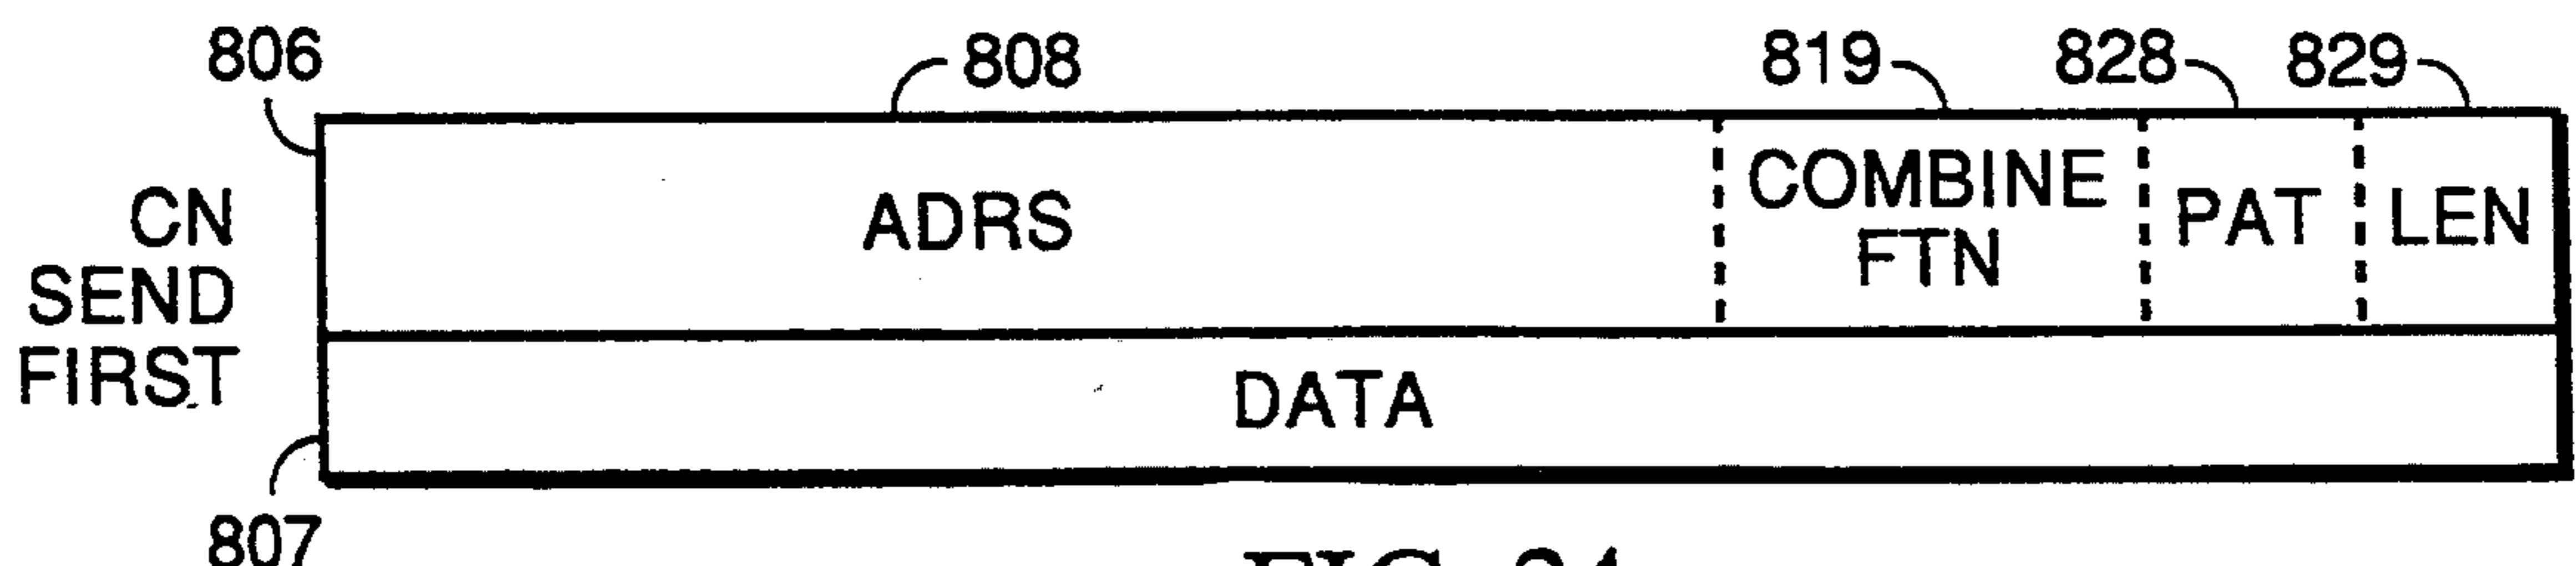 806
808
819
828
829
CN
SEND
FIRST
ADRS
COMBINE
FTN
PAT
LEN
DATA
807